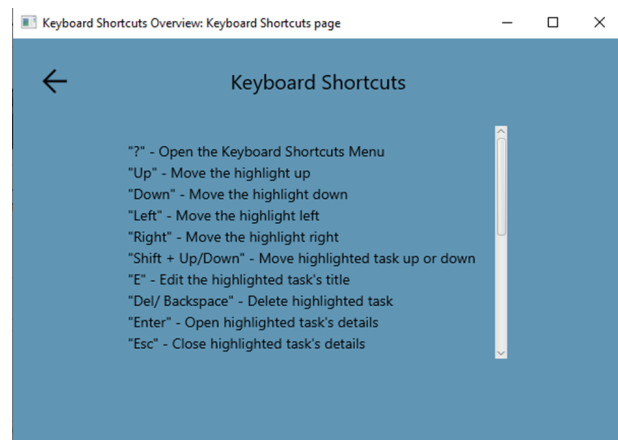 Keyboard Shortcuts Overview: Keyboard Shortcuts page
Keyboard Shortcuts
"?" - Open the Keyboard Shortcuts Menu
"Up" - Move the highlight up
"Down" - Move the highlight down
"Left" - Move the highlight left
"Right" - Move the highlight right
"Shift + Up/Down" - Move highlighted task up or down
"E" - Edit the highlighted task's title
"Del/ Backspace" - Delete highlighted task
"Enter" - Open highlighted task's details
"Esc" - Close highlighted task's details